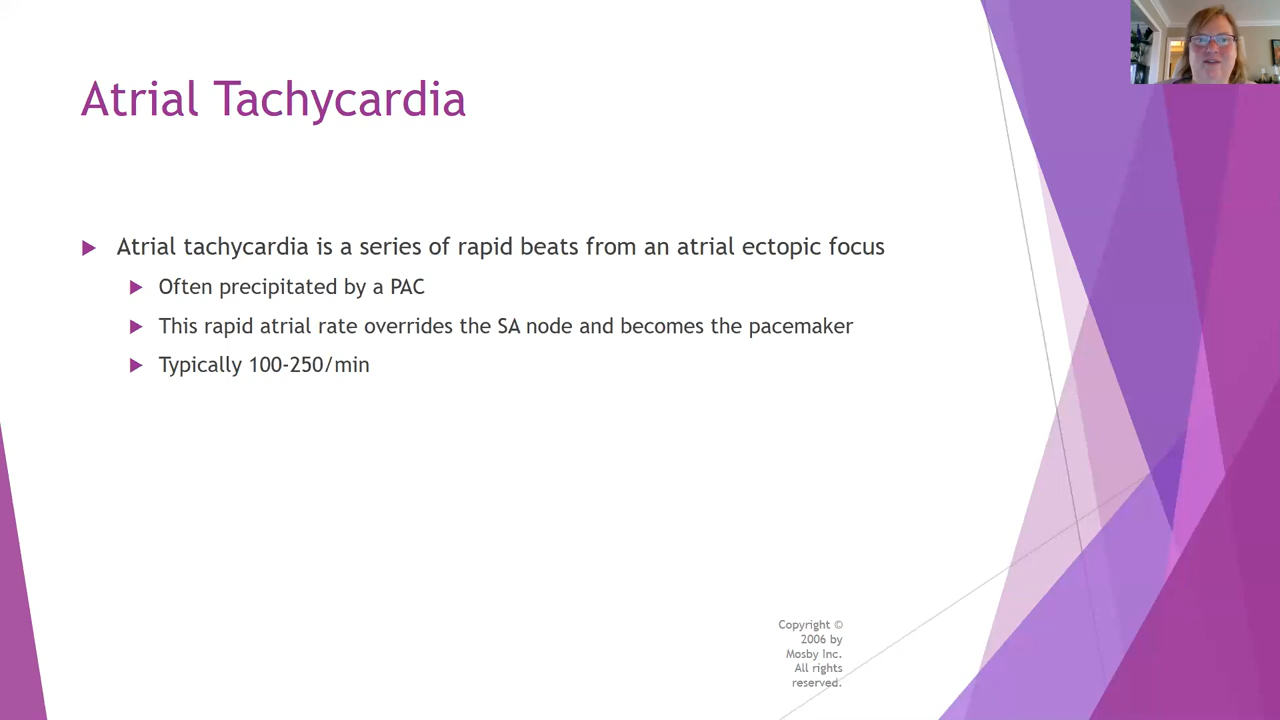 Atrial Tachycardia
Atrial tachycardia is a series of rapid beats from an atrial ectopic focus
Often precipitated by a PAC
This rapid atrial rate overrides the SA node and becomes the pacemaker
Typically 100-250/min
Copyright ©
2006 by
Mosby Inc.
All rights
reserved.